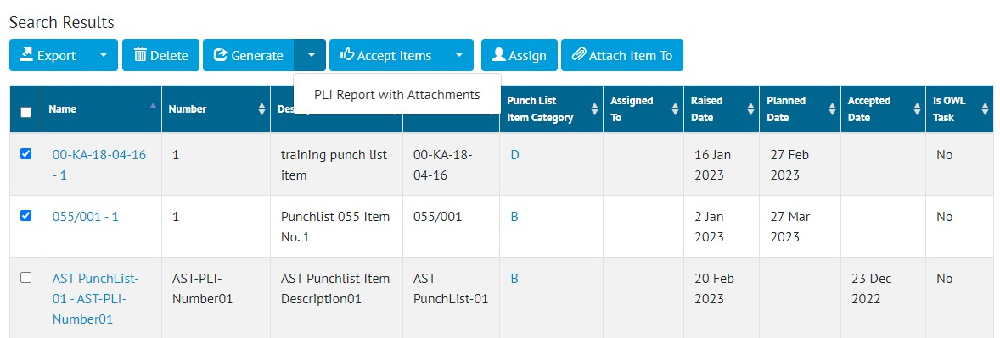 Search Results
Export Delete Generate Accept Items Assign Attach Item To
PLI Report with Attachments
Name Number Punch List Item Category Assigned To Raised Date Planned Date Accepted Date Is OWL Task
00-KA-18-04-16 - 1 1 training punch list item 00-KA-18-04-16 D 16 Jan 2023 27 Feb 2023 No
055/001 - 1 1 Punchlist 055 Item No. 1 055/001 B 2 Jan 2023 27 Mar 2023 No
AST PunchList-01 - AST-PLI-Number01 AST-PLI-Number01 AST Punchlist Item Description01 AST PunchList-01 B 20 Feb 2023 23 Dec 2022 No